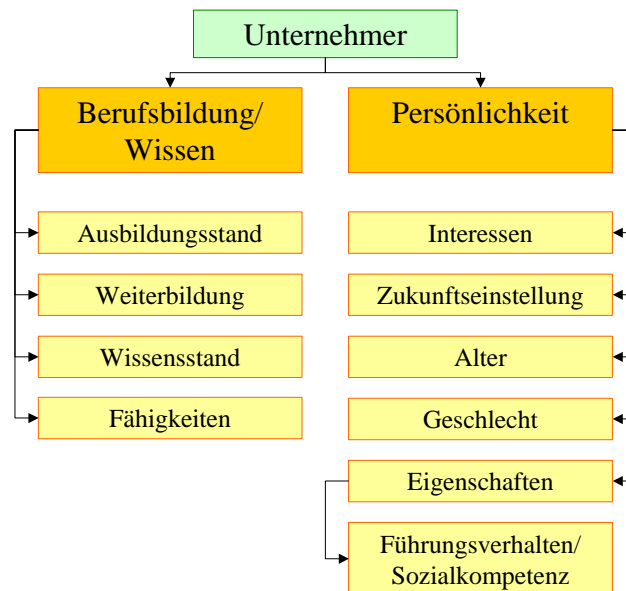 Unternehmer
Berufsbildung/
Wissen
Persönlichkeit
Ausbildungsstand
Interessen
Weiterbildung
Zukunftseinstellung
Wissensstand
Alter
Fähigkeiten
Geschlecht
Eigenschaften
Führungsverhalten/
Sozialkompetenz